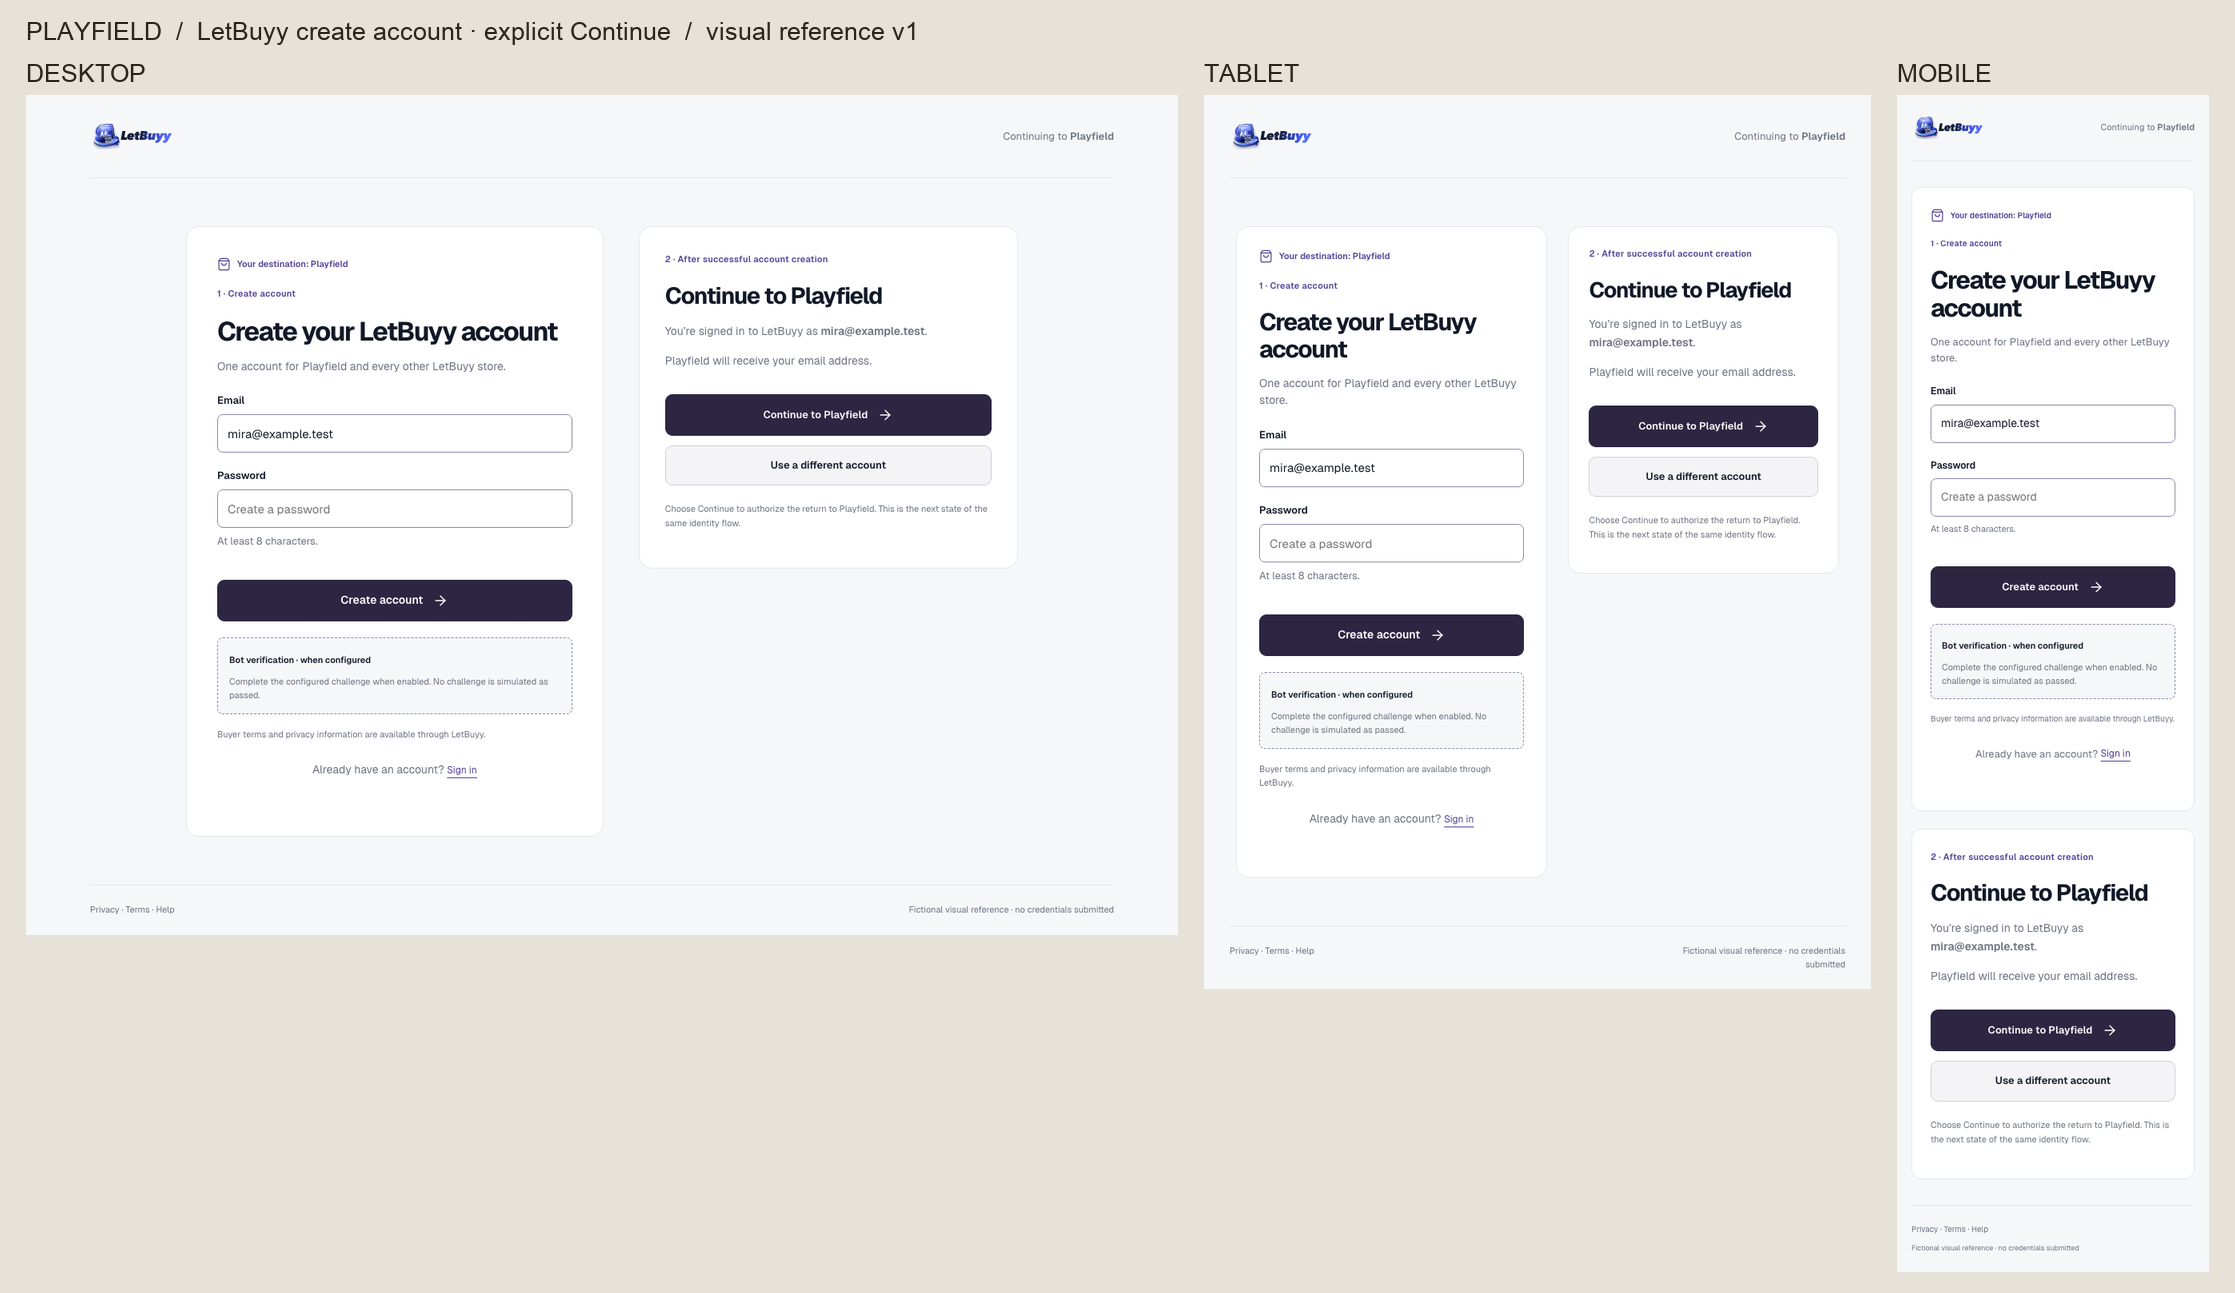 PLAYFIELD / LetBuyy create account · explicit Continue / visual reference v1
DESKTOP
LetBuyy
Continuing to Playfield
Your destination: Playfield
1 · Create account
Create your LetBuyy account
One account for Playfield and every other LetBuyy store.
Email
mira@example.test
Password
Create a password
At least 8 characters.
Create account →
Bot verification · when configured
Complete the configured challenge when enabled. No challenge is simulated as
passed.
Buyer terms and privacy information are available through LetBuyy.
Already have an account? Sign in
2 · After successful account creation
Continue to Playfield
You're signed in to LetBuyy as mira@example.test.
Playfield will receive your email address.
Continue to Playfield →
Use a different account
Choose Continue to authorize the return to Playfield. This is the next state of the
same identity flow.
Privacy · Terms · Help
Fictional visual reference · no credentials submitted
TABLET
LetBuyy
Continuing to Playfield
Your destination: Playfield
1 · Create account
Create your LetBuyy
account
One account for Playfield and every other LetBuyy
store.
Email
mira@example.test
Password
Create a password
At least 8 characters.
Create account →
Bot verification · when configured
Complete the configured challenge when enabled. No
challenge is simulated as passed.
Buyer terms and privacy information are available through
LetBuyy.
Already have an account? Sign in
2 · After successful account creation
Continue to Playfield
You're signed in to LetBuyy as
mira@example.test.
Playfield will receive your email address.
Continue to Playfield →
Use a different account
Choose Continue to authorize the return to Playfield.
This is the next state of the same identity flow.
Privacy · Terms · Help
Fictional visual reference · no credentials
submitted
MOBILE
LetBuyy
Continuing to Playfield
Your destination: Playfield
1 · Create account
Create your LetBuyy
account
One account for Playfield and every other LetBuyy
store.
Email
mira@example.test
Password
Create a password
At least 8 characters.
Create account →
Bot verification · when configured
Complete the configured challenge when enabled. No
challenge is simulated as passed.
Buyer terms and privacy information are available through LetBuyy.
Already have an account? Sign in
2 · After successful account creation
Continue to Playfield
You're signed in to LetBuyy as
mira@example.test.
Playfield will receive your email address.
Continue to Playfield →
Use a different account
Choose Continue to authorize the return to Playfield. This is
the next state of the same identity flow.
Privacy · Terms · Help
Fictional visual reference · no credentials submitted